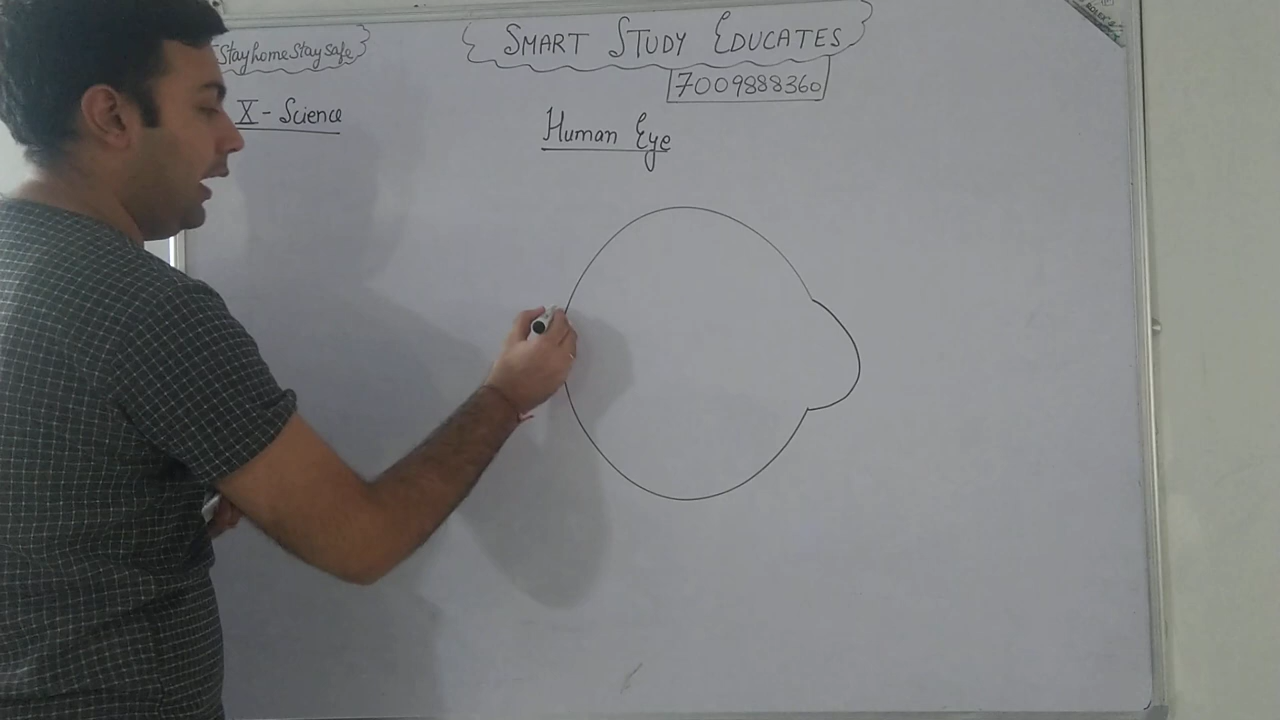 Stay home Stay safe
SMART STUDY EDUCATES
7009888360
X - Science
Human Eye